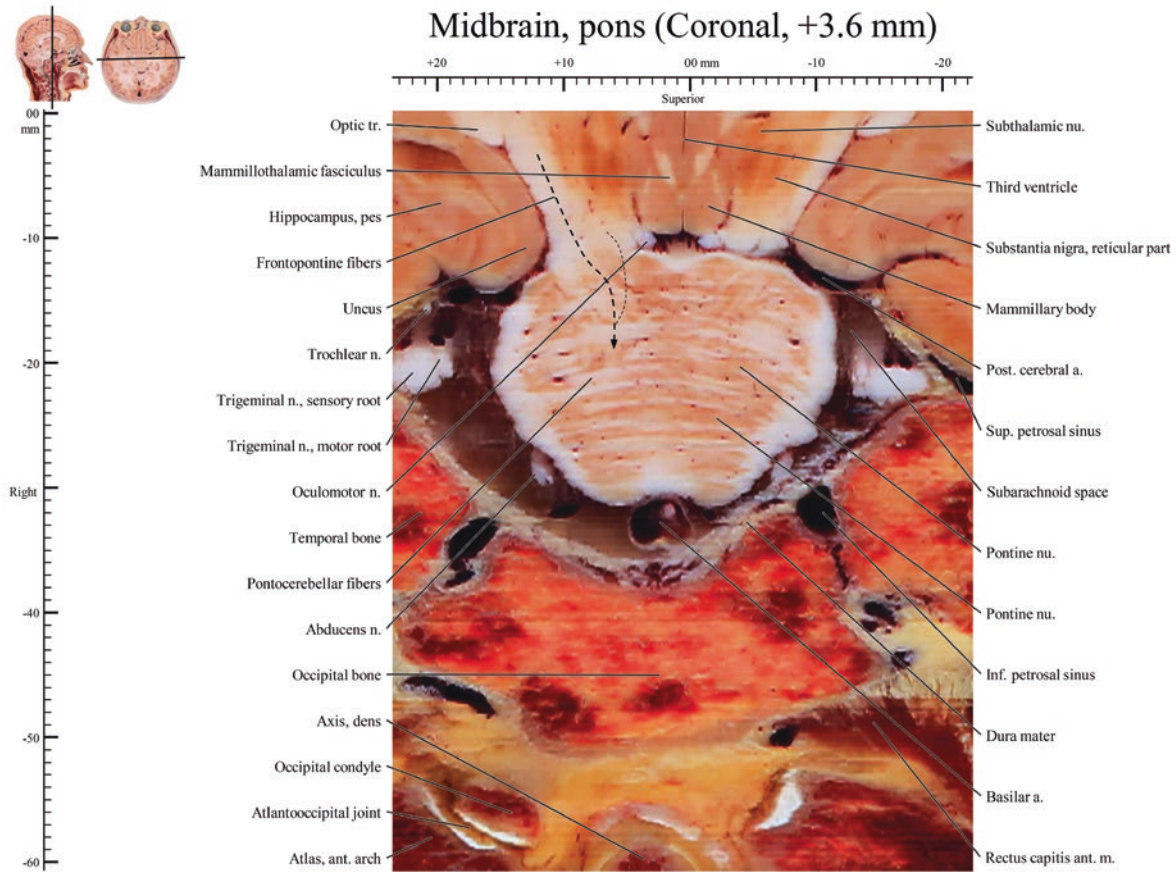 Midbrain, pons (Coronal, +3.6 mm)
+20 +10 00 mm -10 -20
Superior
00
mm
-10
-20
Right
-30
-40
-50
-60
Optic tr.
Mammillothalamic fasciculus
Hippocampus, pes
Frontopontine fibers
Uncus
Trochlear n.
Trigeminal n., sensory root
Trigeminal n., motor root
Oculomotor n.
Temporal bone
Pontocerebellar fibers
Abducens n.
Occipital bone
Axis, dens
Occipital condyle
Atlantooccipital joint
Atlas, ant. arch
Subthalamic nu.
Third ventricle
Substantia nigra, reticular part
Mammillary body
Post. cerebral a.
Sup. petrosal sinus
Subarachnoid space
Pontine nu.
Pontine nu.
Inf. petrosal sinus
Dura mater
Basilar a.
Rectus capitis ant. m.